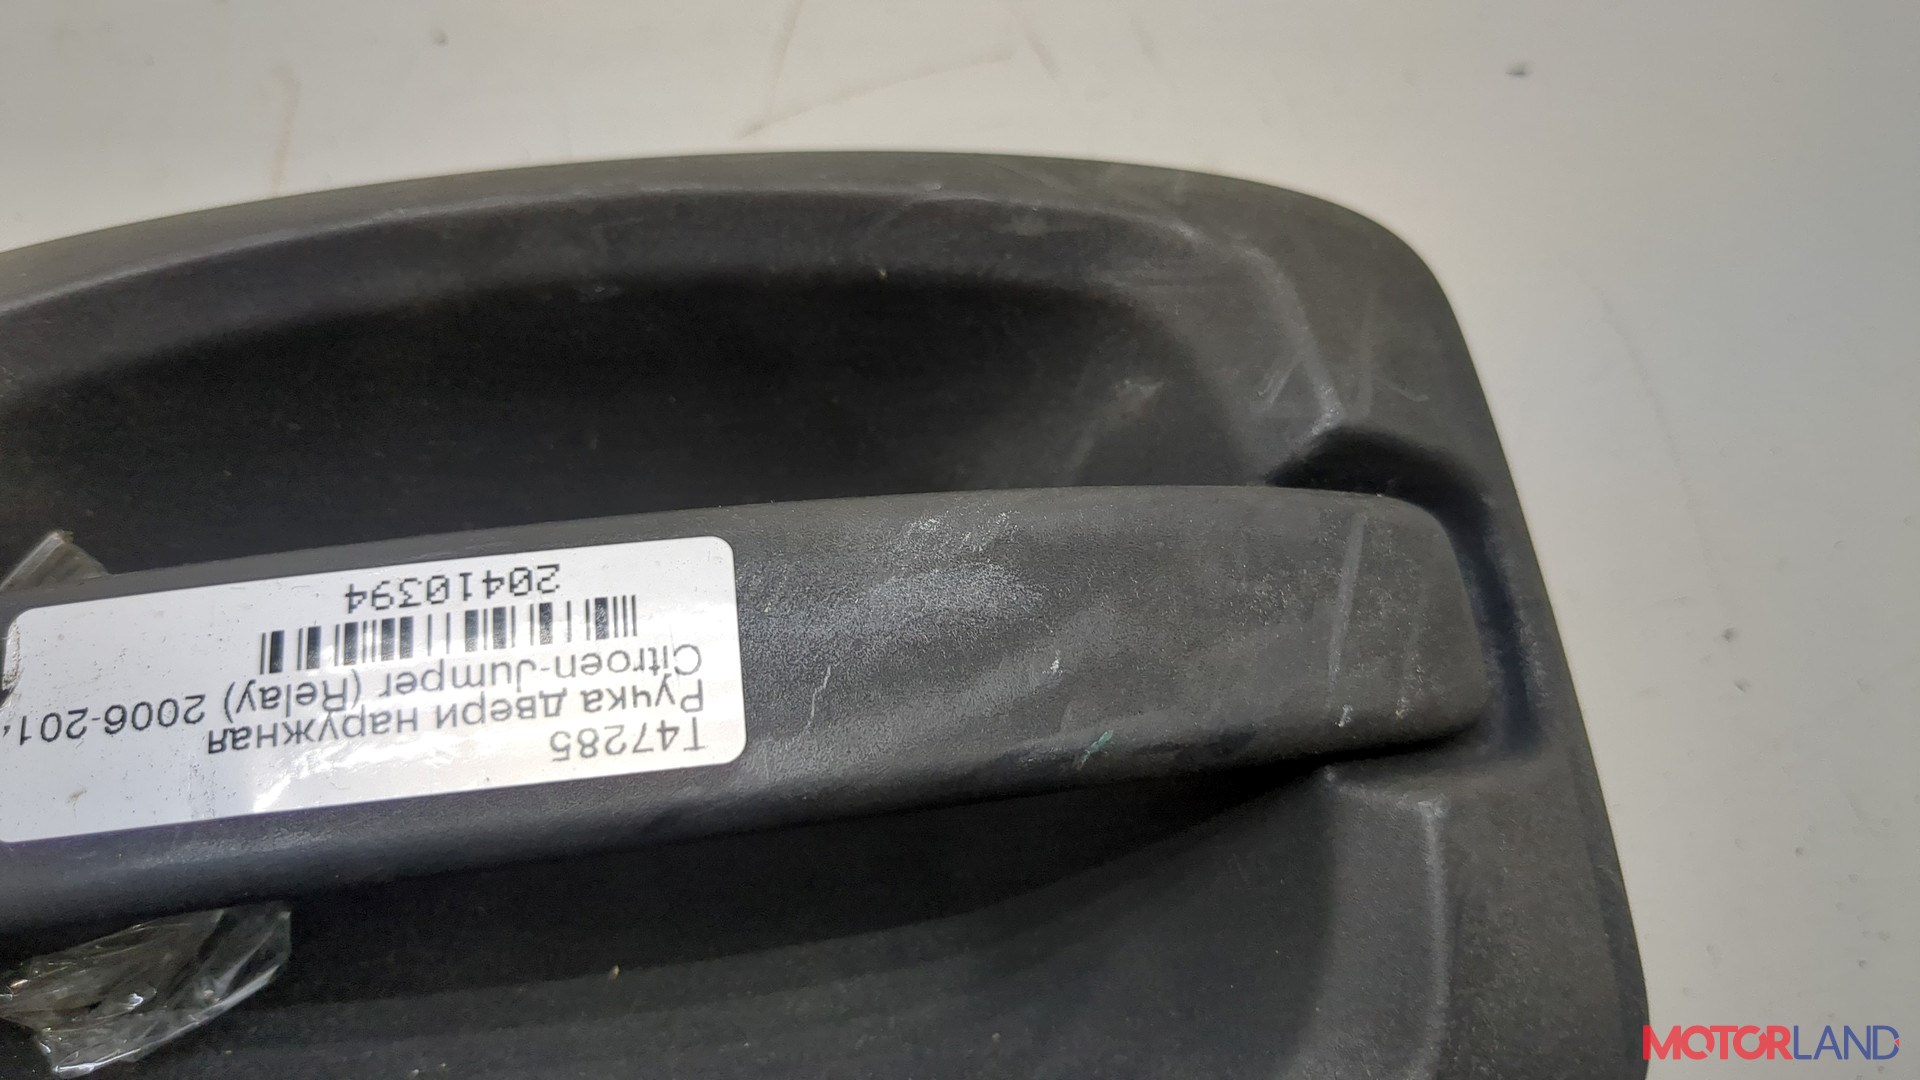 T47285
Ручка двери наружная
Citroen-Jumper (Relay) 2006-201
20410394
MOTORLAND